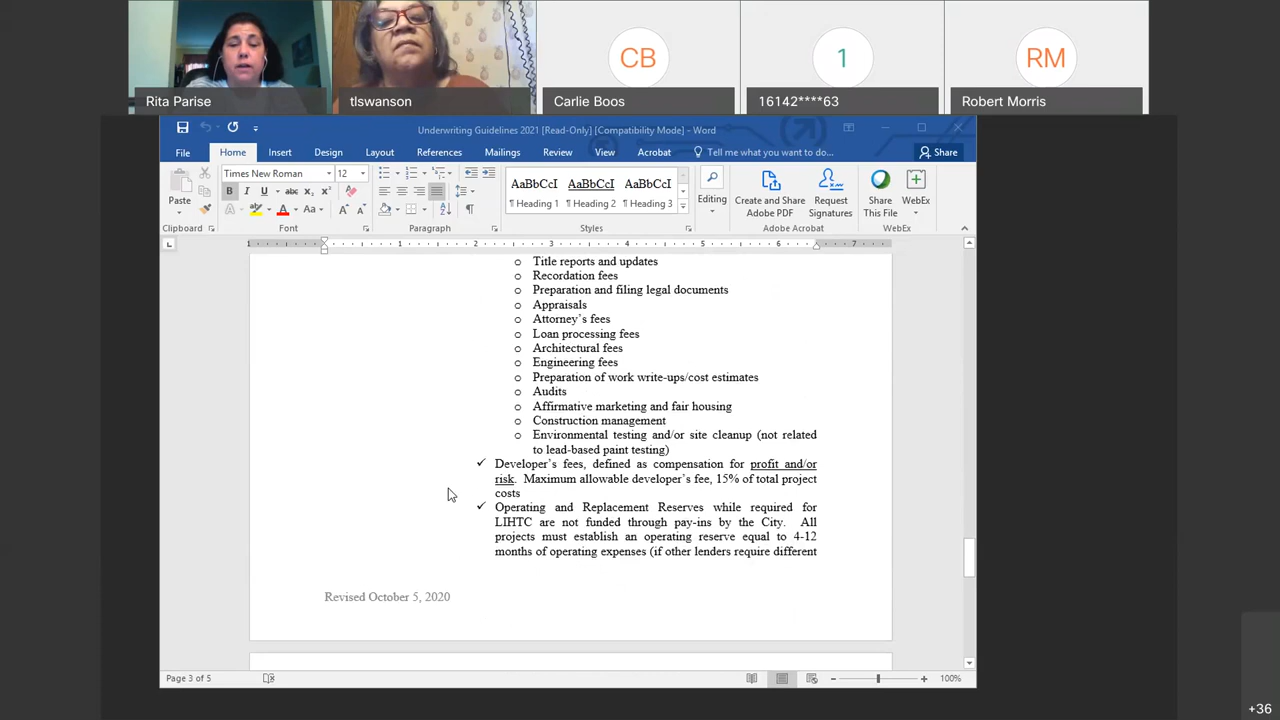 CB
1
RM
Rita Parise
tlswanson
Carlie Boos
16142****63
Robert Morris
Underwriting Guidelines 2021 [Read-Only] [Compatibility Mode] - Word
File Home Insert Design Layout References Mailings Review View Acrobat Tell me what you want to do... Share
Times New Roman 12
AaBbCcI AaBbCcI AaBbCcI
¶ Heading 1 ¶ Heading 2 ¶ Heading 3
Paste
Editing
Create and Share Adobe PDF
Request Signatures
Share This File
WebEx
Clipboard Font Paragraph Styles Adobe Acrobat WebEx
1 1 2 3 4 5 6 7
o Title reports and updates
o Recordation fees
o Preparation and filing legal documents
o Appraisals
o Attorney's fees
o Loan processing fees
o Architectural fees
o Engineering fees
o Preparation of work write-ups/cost estimates
o Audits
o Affirmative marketing and fair housing
o Construction management
o Environmental testing and/or site cleanup (not related
to lead-based paint testing)
✓ Developer's fees, defined as compensation for profit and/or
risk. Maximum allowable developer's fee, 15% of total project
costs
✓ Operating and Replacement Reserves while required for
LIHTC are not funded through pay-ins by the City. All
projects must establish an operating reserve equal to 4-12
months of operating expenses (if other lenders require different
Revised October 5, 2020
Page 3 of 5
100%
+36